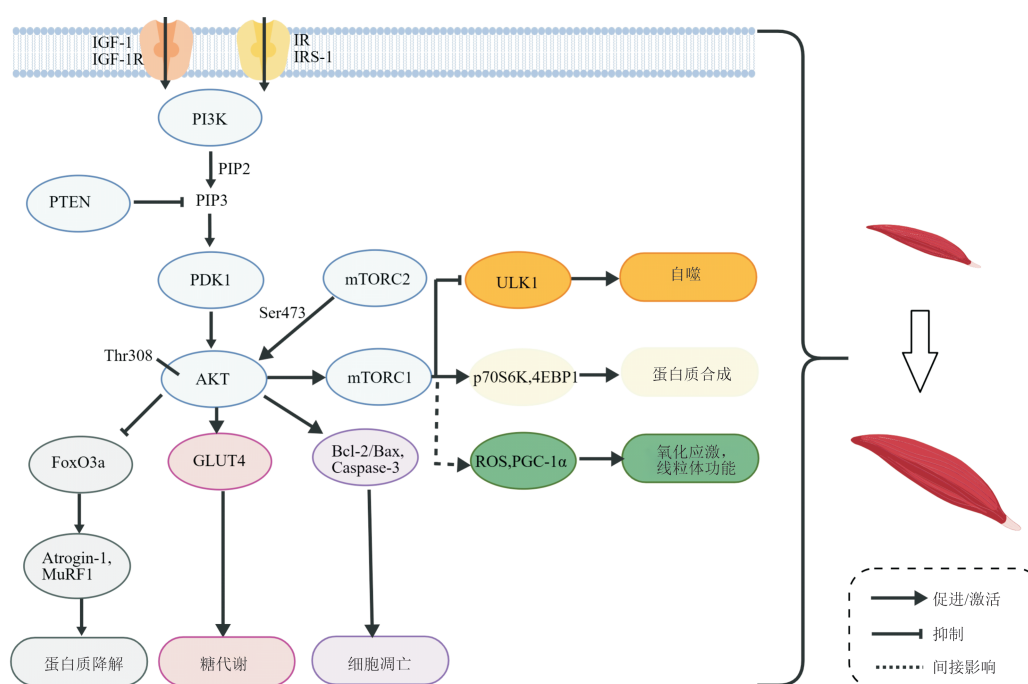 IGF-1
IGF-1R
IR
IRS-1
PI3K
PIP2
PTEN
PIP3
PDK1
mTORC2
ULK1
自噬
Ser473
Thr308
AKT
mTORC1
p70S6K,4EBP1
蛋白质合成
FoxO3a
GLUT4
Bcl-2/Bax,
Caspase-3
ROS,PGC-1α
氧化应激，
线粒体功能
Atrogin-1,
MuRF1
蛋白质降解
糖代谢
细胞凋亡
促进/激活
抑制
间接影响